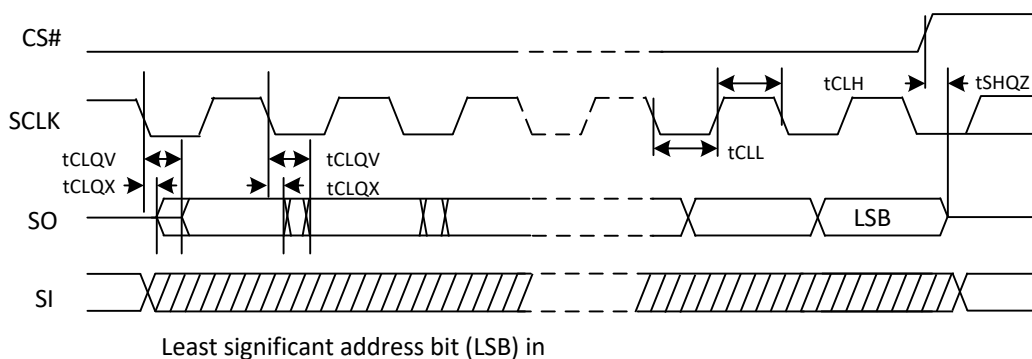 CS#
tCLH
tSHQZ
SCLK
tCLL
tCLQV
tCLQV
tCLQX
tCLQX
SO
LSB
SI
Least significant address bit (LSB) in